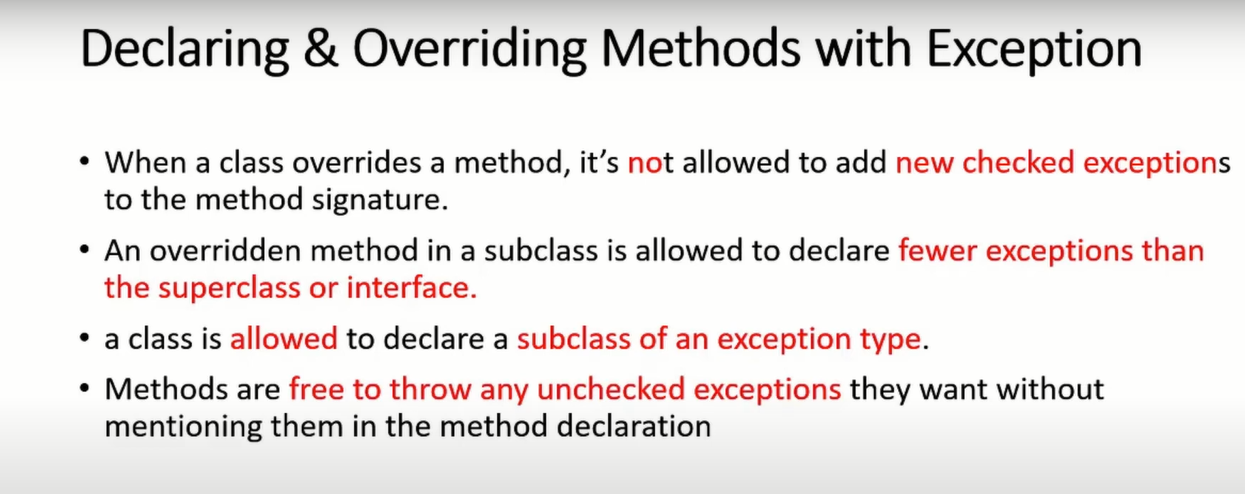 Declaring & Overriding Methods with Exception
• When a class overrides a method, it's not allowed to add new checked exceptions
to the method signature.
• An overridden method in a subclass is allowed to declare fewer exceptions than
the superclass or interface.
• a class is allowed to declare a subclass of an exception type.
• Methods are free to throw any unchecked exceptions they want without
mentioning them in the method declaration